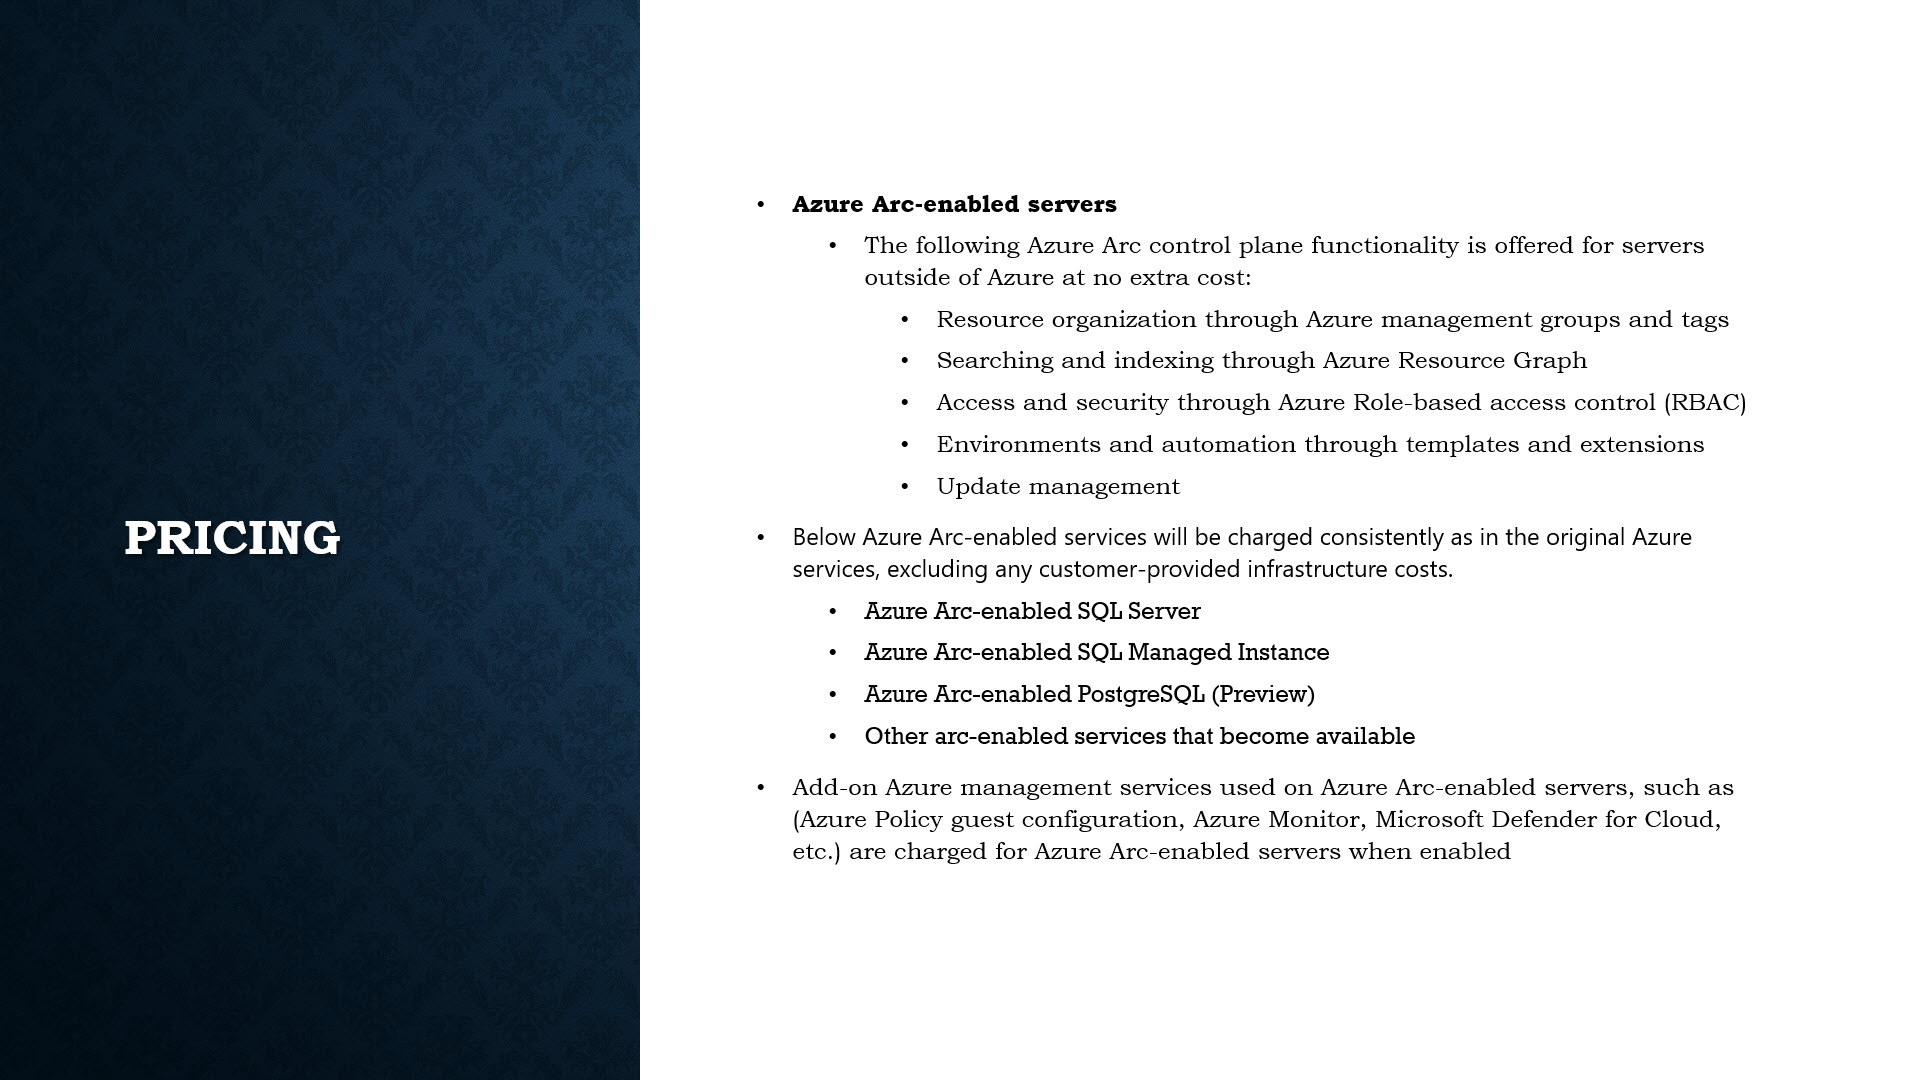 PRICING
• Azure Arc-enabled servers
• The following Azure Arc control plane functionality is offered for servers
outside of Azure at no extra cost:
• Resource organization through Azure management groups and tags
• Searching and indexing through Azure Resource Graph
• Access and security through Azure Role-based access control (RBAC)
• Environments and automation through templates and extensions
• Update management
• Below Azure Arc-enabled services will be charged consistently as in the original Azure
services, excluding any customer-provided infrastructure costs.
• Azure Arc-enabled SQL Server
• Azure Arc-enabled SQL Managed Instance
• Azure Arc-enabled PostgreSQL (Preview)
• Other arc-enabled services that become available
• Add-on Azure management services used on Azure Arc-enabled servers, such as
(Azure Policy guest configuration, Azure Monitor, Microsoft Defender for Cloud,
etc.) are charged for Azure Arc-enabled servers when enabled